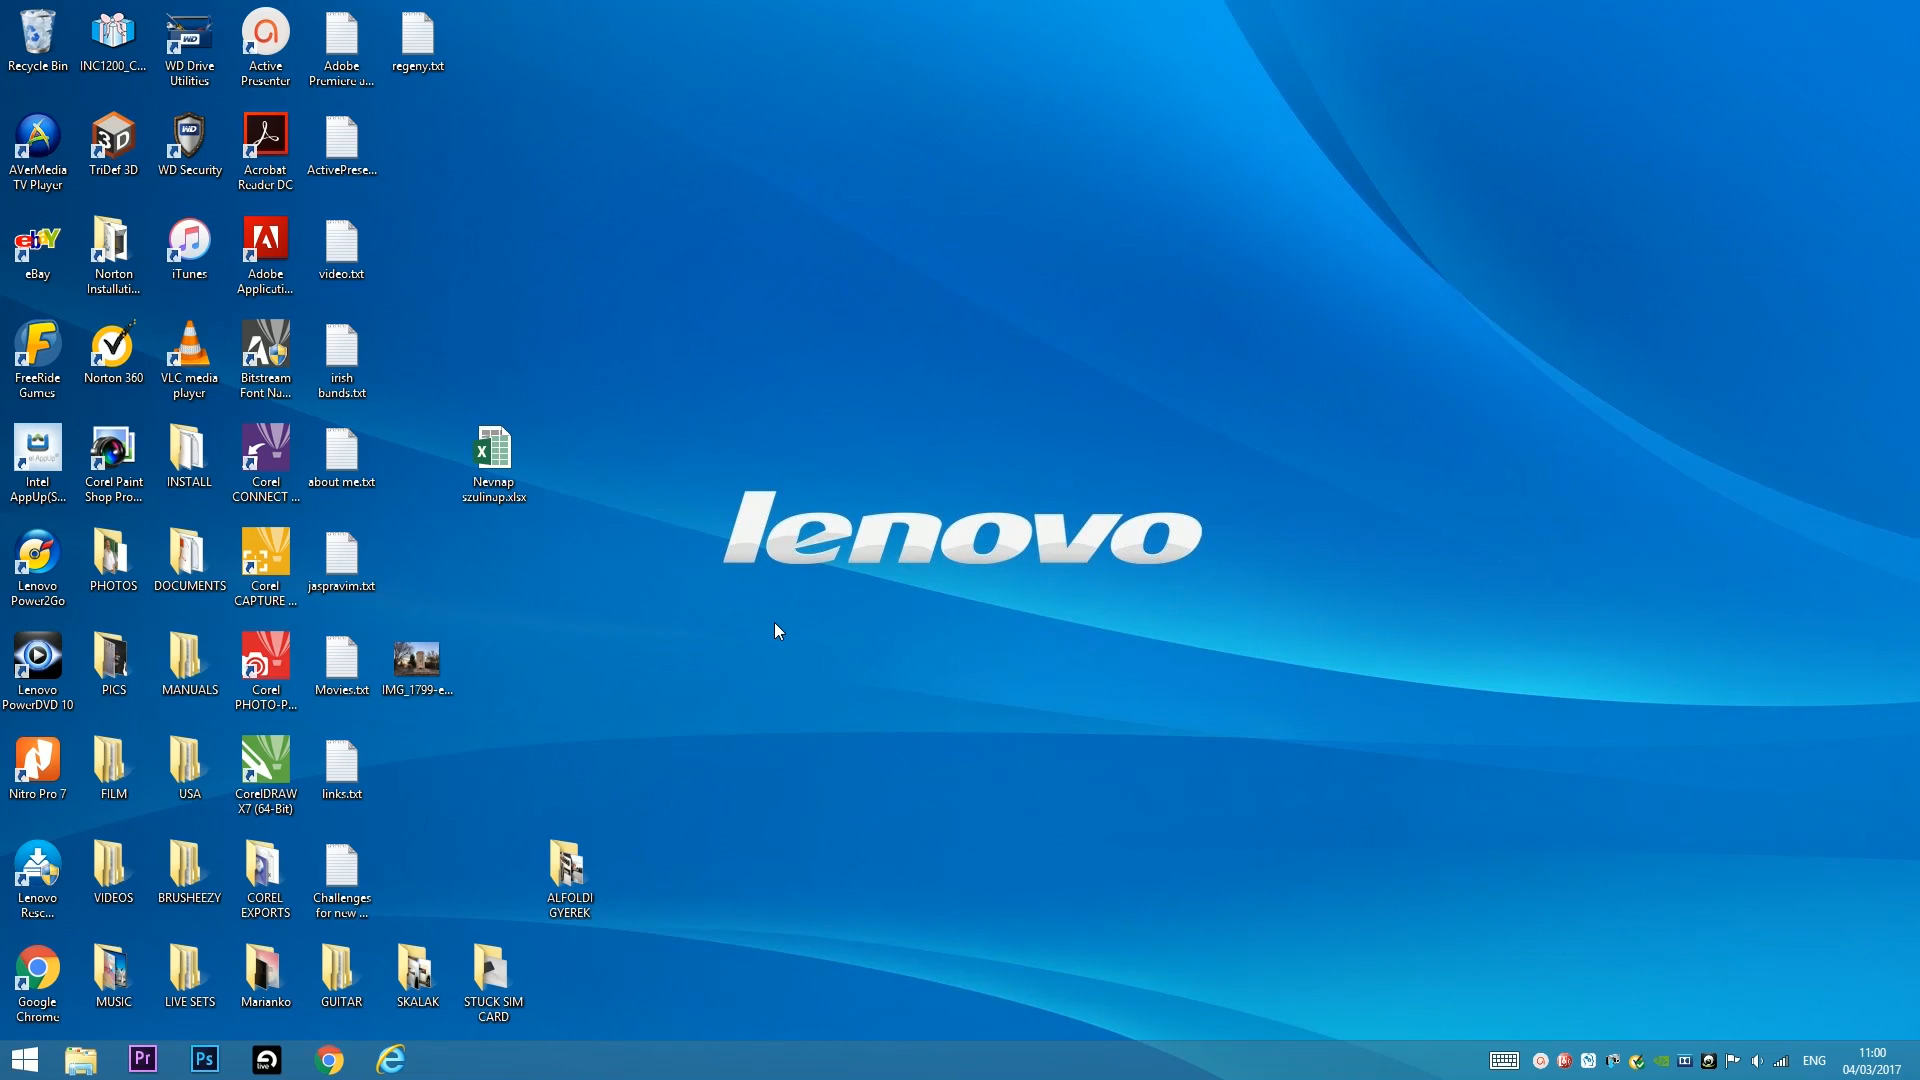 Recycle Bin
INC1200_C...
WD Drive
Utilities
Active
Presenter
Adobe
Premiere a...
regeny.txt
AVerMedia
TV Player
TriDef 3D
WD Security
Acrobat
Reader DC
ActivePrese...
eBay
Norton
Installati...
iTunes
Adobe
Applicati...
video.txt
FreeRide
Games
Norton 360
VLC media
player
Bitstream
Font Na...
irish
bands.txt
Intel
AppUp(S...
Corel Paint
Shop Pro...
INSTALL
Corel
CONNECT ...
about me.txt
Nevnap
szulinap.xlsx
lenovo
Lenovo
Power2Go
PHOTOS
DOCUMENTS
Corel
CAPTURE ...
jaspravim.txt
Lenovo
PowerDVD 10
PICS
MANUALS
Corel
PHOTO-P...
Movies.txt
IMG_1799-e...
Nitro Pro 7
FILM
USA
CorelDRAW
X7 (64-Bit)
links.txt
Lenovo
Resc...
VIDEOS
BRUSHEEZY
COREL
EXPORTS
Challenges
for new ...
ALFOLDI
GYEREK
Google
Chrome
MUSIC
LIVE SETS
Marianko
GUITAR
SKALAK
STUCK SIM
CARD
Pr
Ps
live
ENG
11:00
04/03/2017